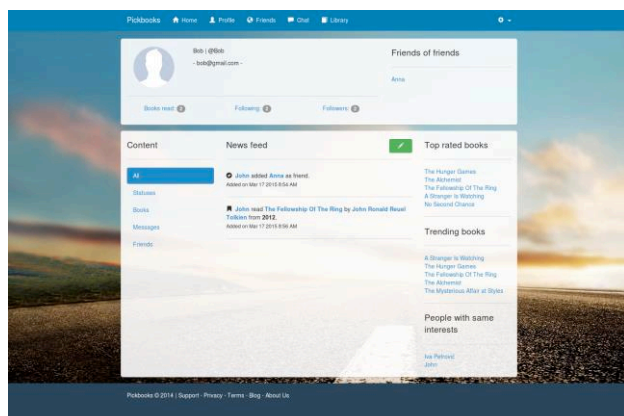 Pickbooks Home Profile Friends Chat Library
Bob | @Bob
- bob@gmail.com -
Books read: Following: Followers:
Friends of friends
Anna
Content
All
Statuses
Books
Messages
Friends
News feed
John added Anna as friend.
Added on Mar 17 2015 8:54 AM
John read The Fellowship Of The Ring by John Ronald Reuel
Tolkien from 2012.
Added on Mar 17 2015 8:56 AM
Top rated books
The Hunger Games
The Alchemist
The Fellowship Of The Ring
A Stranger Is Watching
No Second Chance
Trending books
A Stranger Is Watching
The Hunger Games
The Fellowship Of The Ring
The Alchemist
The Mysterious Affair at Styles
People with same
interests
Iva Petrović
John
Pickbooks © 2014 | Support - Privacy - Terms - Blog - About Us